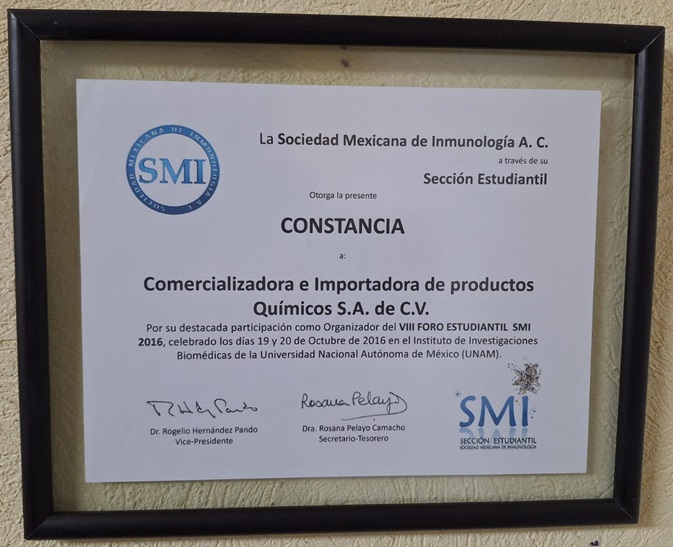 SOCIEDAD MEXICANA DE INMUNOLOGÍA A.C.
SMI
La Sociedad Mexicana de Inmunología A. C.
a través de su
Sección Estudiantil
Otorga la presente
CONSTANCIA
a:
Comercializadora e Importadora de productos
Químicos S.A. de C.V.
Por su destacada participación como Organizador del VIII FORO ESTUDIANTIL SMI
2016, celebrado los días 19 y 20 de Octubre de 2016 en el Instituto de Investigaciones
Biomédicas de la Universidad Nacional Autónoma de México (UNAM).
Rosana Pelayo
Dr. Rogelio Hernández Pando
Vice-Presidente
Dra. Rosana Pelayo Camacho
Secretario-Tesorero
SMI
SECCIÓN ESTUDIANTIL
SOCIEDAD MEXICANA DE INMUNOLOGÍA